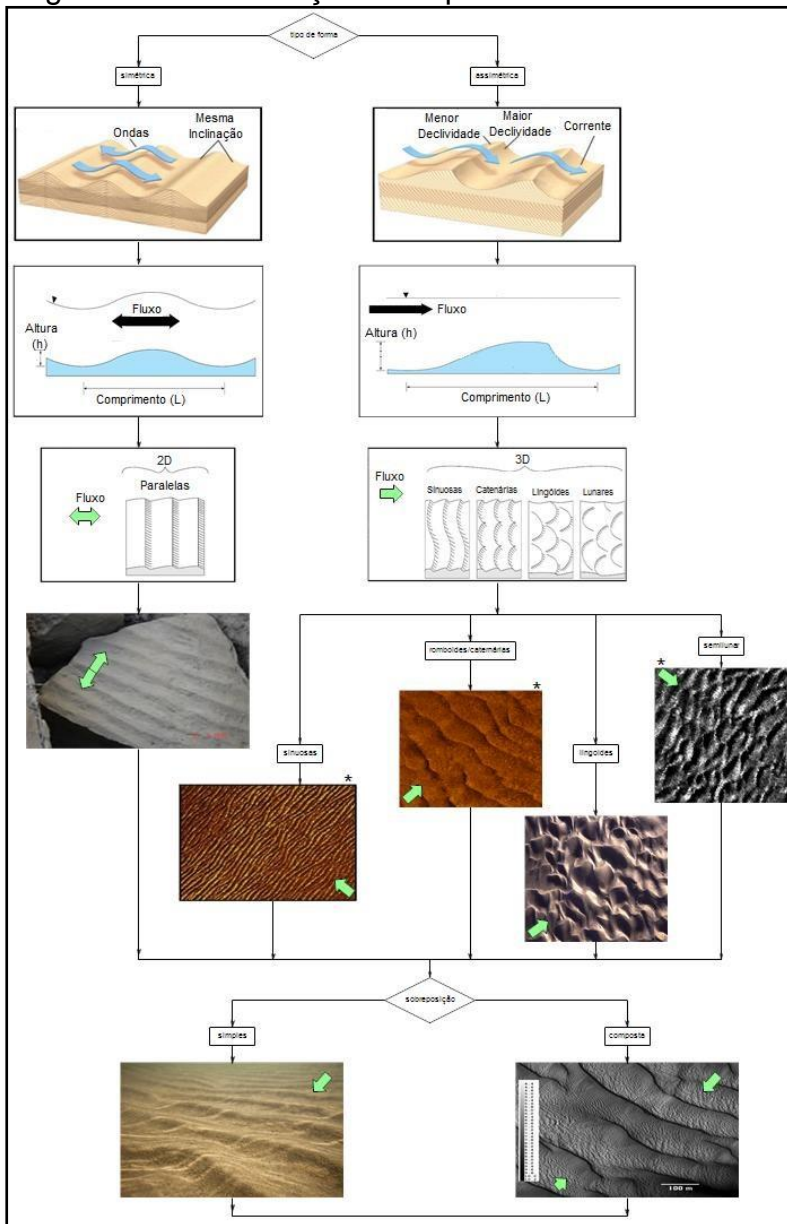 tipo de forma
simétrica
assimétrica
Ondas
Mesma
Inclinação
Menor
Declividade
Maior
Declividade
Corrente
Fluxo
Altura
(h)
Comprimento (L)
Fluxo
Altura (h)
Comprimento (L)
2D
Paralelas
Fluxo
3D
Fluxo
Sinuosas
Catenárias
Lingóides
Lunares
romboides/caternárias
semilunar
*
*
sinuosas
lingoides
*
sobreposição
simples
composta
100 m